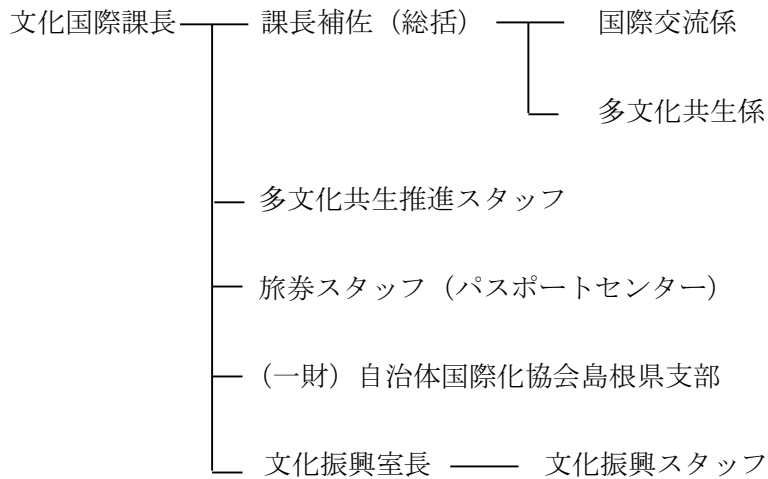 文化国際課長 課長補佐（総括） 国際交流係
多文化共生係
多文化共生推進スタッフ
旅券スタッフ（パスポートセンター）
（一財）自治体国際化協会島根県支部
文化振興室長 文化振興スタッフ